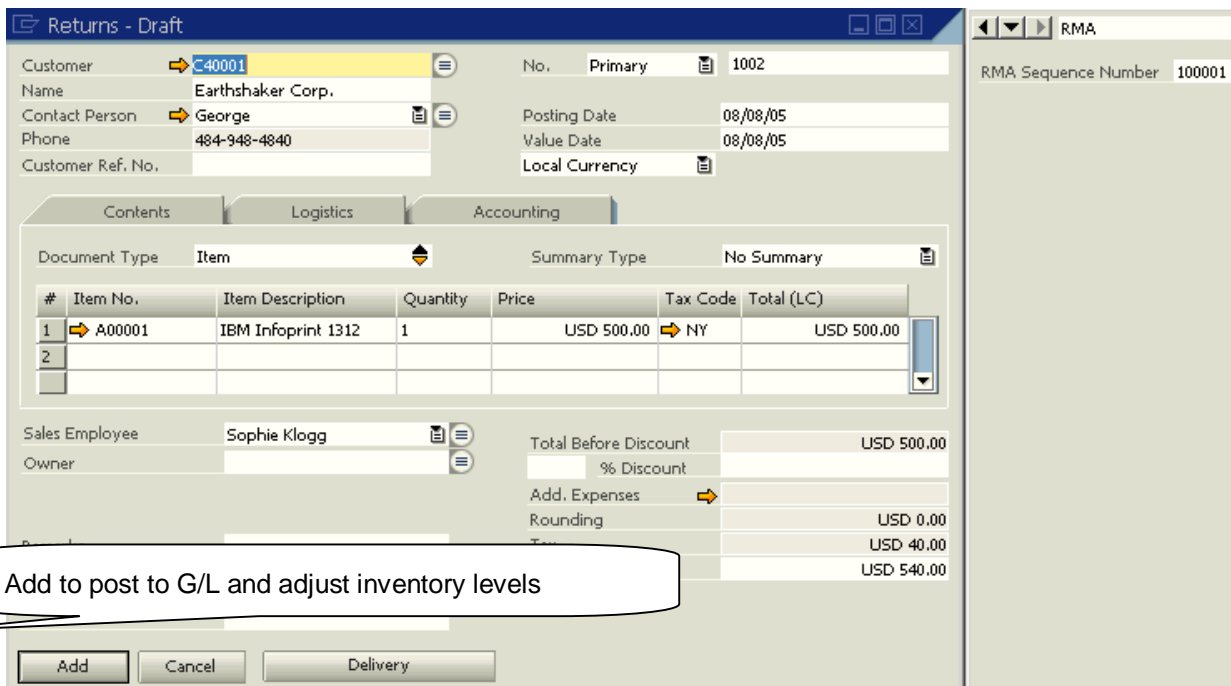 Returns - Draft
RMA
Customer C40001 No. Primary 1002
RMA Sequence Number 100001
Name Earthshaker Corp.
Contact Person George Posting Date 08/08/05
Phone 484-948-4840 Value Date 08/08/05
Customer Ref. No. Local Currency
Contents Logistics Accounting
Document Type Item Summary Type No Summary
# Item No. Item Description Quantity Price Tax Code Total (LC)
1 A00001 IBM Infoprint 1312 1 USD 500.00 NY USD 500.00
2
Sales Employee Sophie Klogg Total Before Discount USD 500.00
Owner % Discount
Add. Expenses
Rounding USD 0.00
USD 40.00
USD 540.00
Add to post to G/L and adjust inventory levels
Add Cancel Delivery